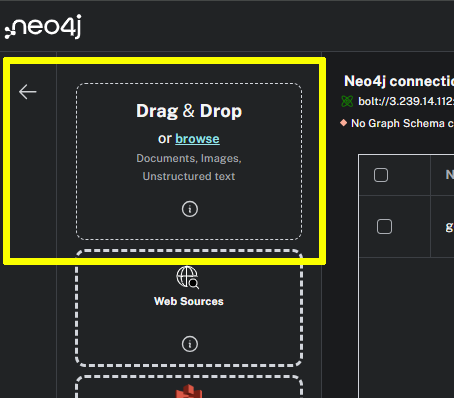 neo4j
Drag & Drop
or browse
Documents, Images,
Unstructured text
Web Sources
Neo4j connectio
bolt://3.239.14.112:
No Graph Schema c
N
g